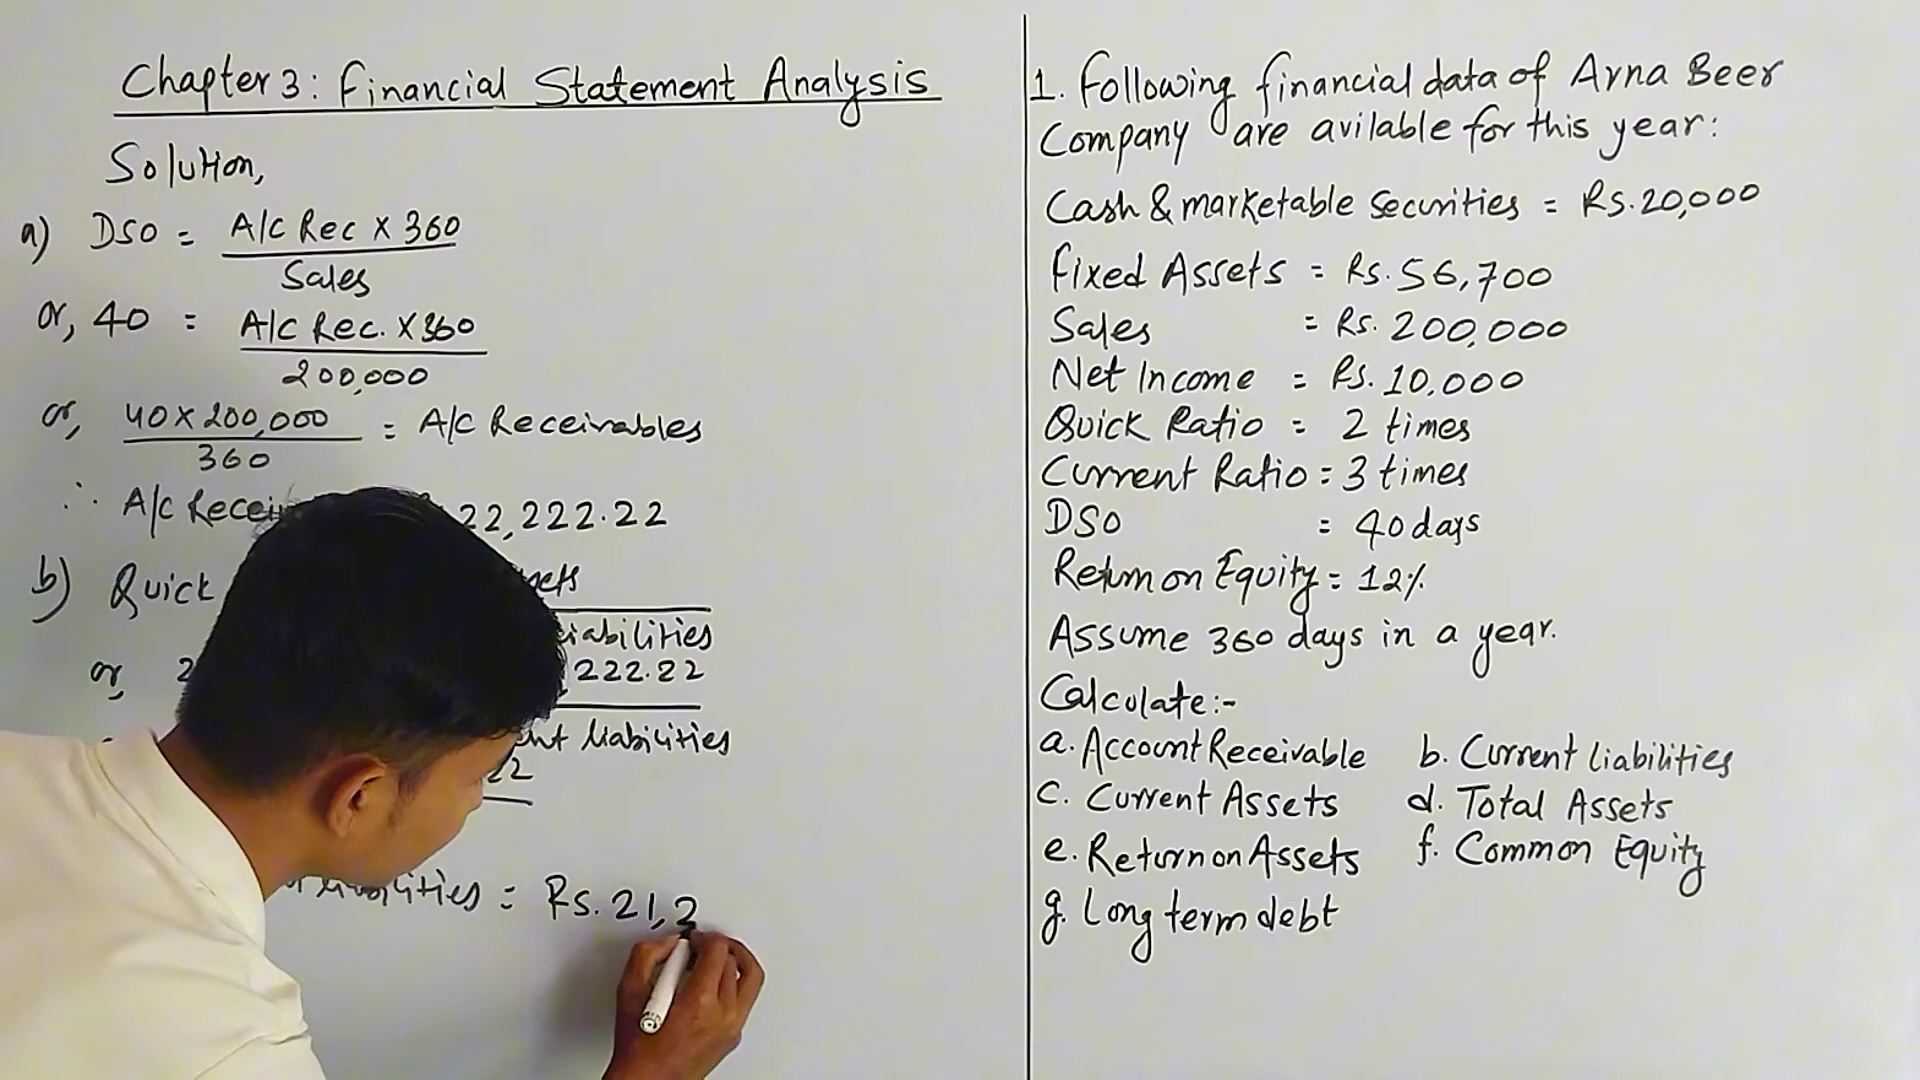 Chapter 3: Financial Statement Analysis
Solution,
a) DSO = A/C Rec X 360
Sales
or, 40 = A/C Rec. X 360
200,000
or, 40 X 200,000 = A/C Receivables
360
∴ A/C Recei 22,222.22
b) Quick
iabilities
or, 2 222.22
liabilities
22
liabilities = Rs. 21,2
1. Following financial data of Arna Beer
Company are avilable for this year:
Cash & marketable Securities = Rs. 20,000
Fixed Assets = Rs. 56,700
Sales = Rs. 200,000
Net Income = Rs. 10,000
Quick Ratio = 2 times
Current Ratio = 3 times
DSO = 40 days
Return on Equity = 12%
Assume 360 days in a year.
Calculate:-
a. Account Receivable b. Current liabilities
c. Current Assets d. Total Assets
e. Return on Assets f. Common Equity
g. Long term debt